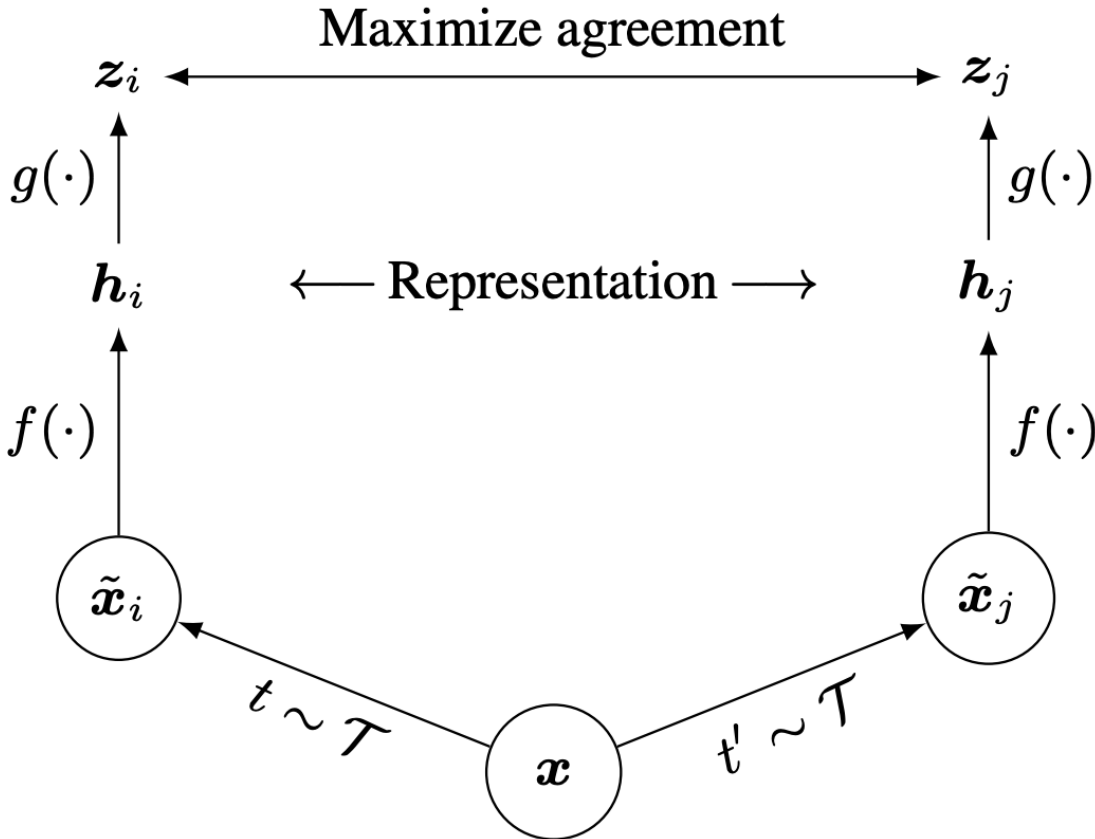 Maximize agreement
z_i z_j
g(·) g(·)
h_i ← Representation → h_j
f(·) f(·)
x̃_i x̃_j
t ∼ 𝒯 t′ ∼ 𝒯
x